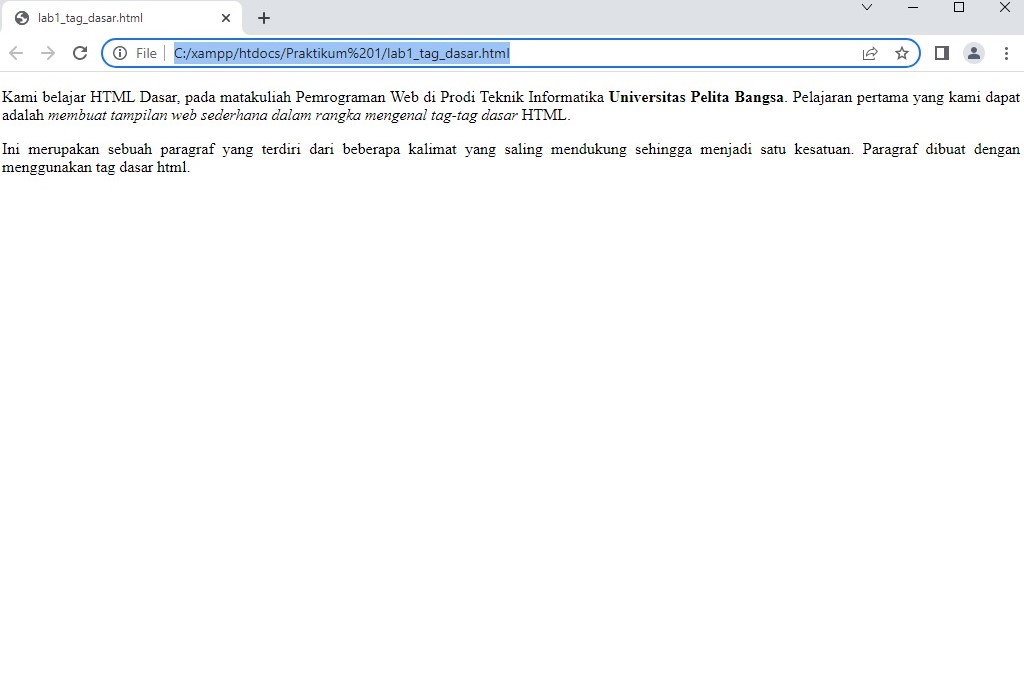 lab1_tag_dasar.html
File
C:/xampp/htdocs/Praktikum%201/lab1_tag_dasar.html
Kami belajar HTML Dasar, pada matakuliah Pemrograman Web di Prodi Teknik Informatika Universitas Pelita Bangsa. Pelajaran pertama yang kami dapat
adalah membuat tampilan web sederhana dalam rangka mengenal tag-tag dasar HTML.
Ini merupakan sebuah paragraf yang terdiri dari beberapa kalimat yang saling mendukung sehingga menjadi satu kesatuan. Paragraf dibuat dengan
menggunakan tag dasar html.